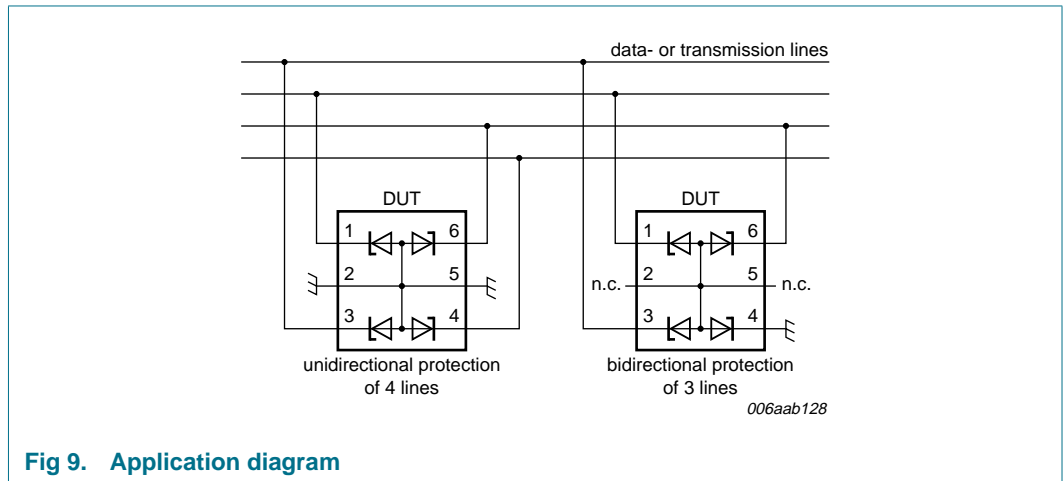 data- or transmission lines
DUT DUT
1 6 1 6
2 5 n.c. 2 5 n.c.
3 4 3 4
unidirectional protection
of 4 lines
bidirectional protection
of 3 lines
006aab128
Fig 9. Application diagram